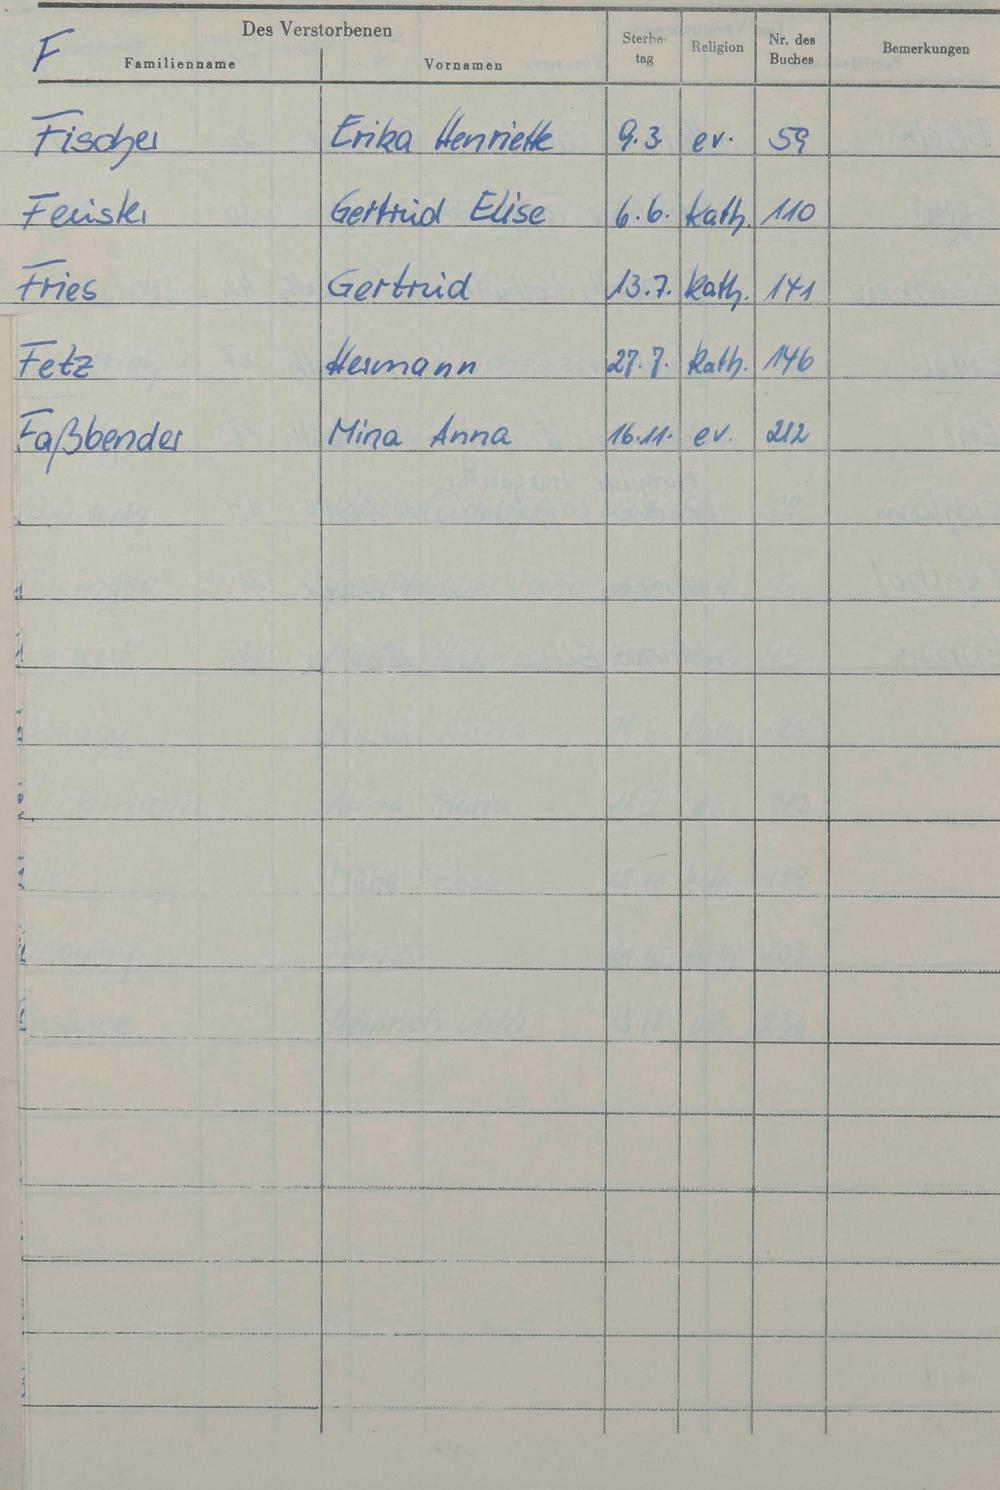 F
Des Verstorbenen
Familienname Vornamen Sterbe-tag Religion Nr. des Buches Bemerkungen
Fischer Erika Henriette 9.3. ev. 59
Gertrud Elise 6.6. kath. 110
Fries Gertrud 13.7. kath. 141
Fetz Hermann 27.7. kath. 146
Faßbender Mina Anna 16.11. ev. 212